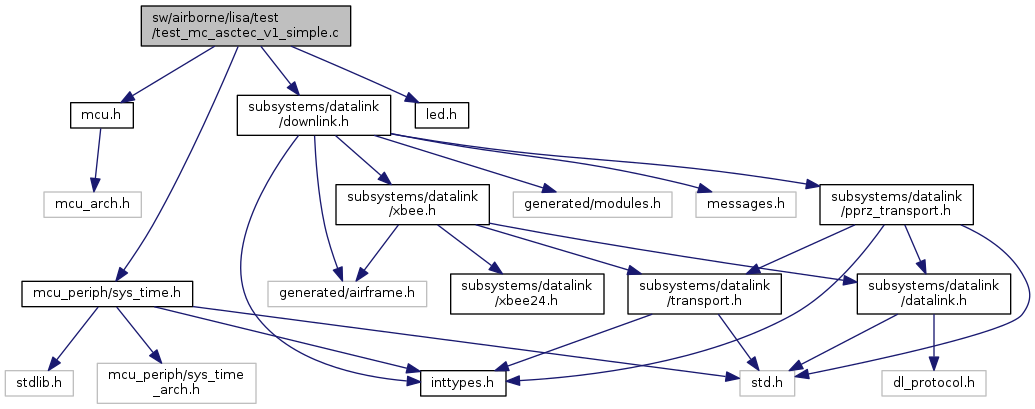 sw/airborne/lisa/test
/test_mc_asctec_v1_simple.c
mcu.h
subsystems/datalink
/downlink.h
led.h
mcu_arch.h
subsystems/datalink
/xbee.h
generated/modules.h
messages.h
subsystems/datalink
/pprz_transport.h
mcu_periph/sys_time.h
generated/airframe.h
subsystems/datalink
/xbee24.h
subsystems/datalink
/transport.h
subsystems/datalink
/datalink.h
stdlib.h
mcu_periph/sys_time
_arch.h
inttypes.h
std.h
dl_protocol.h